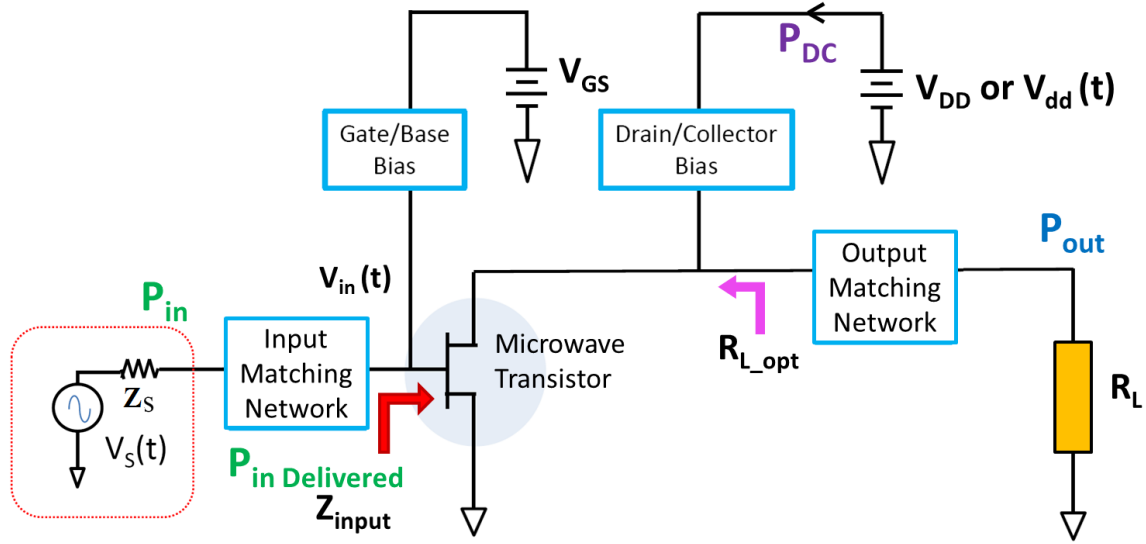 P_DC
V_GS
V_DD or V_dd (t)
Gate/Base
Bias
Drain/Collector
Bias
P_out
Output
Matching
Network
V_in (t)
P_in
Input
Matching
Network
Microwave
Transistor
R_L_opt
R_L
Z_S
V_S(t)
P_in Delivered
Z_input